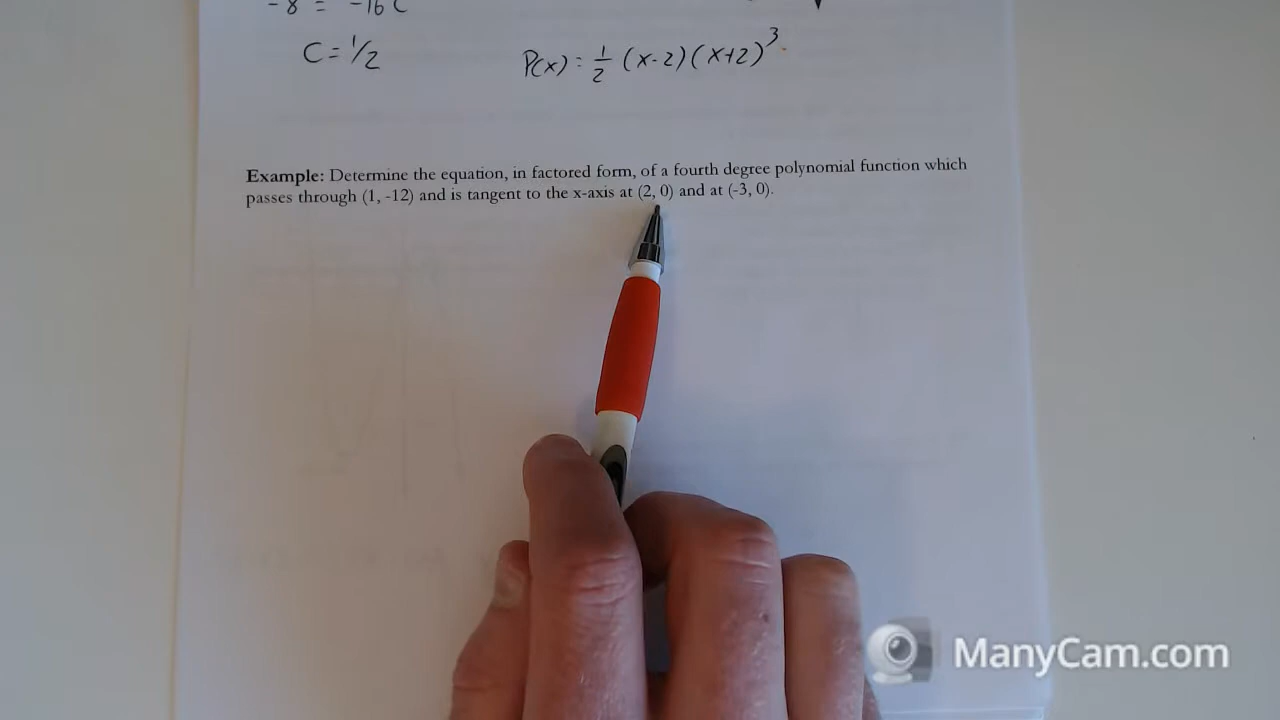 -8 = -16C
C = 1/2
P(x) = 1/2 (x-2)(x+2)^3
Example: Determine the equation, in factored form, of a fourth degree polynomial function which
passes through (1, -12) and is tangent to the x-axis at (2, 0) and at (-3, 0).
ManyCam.com